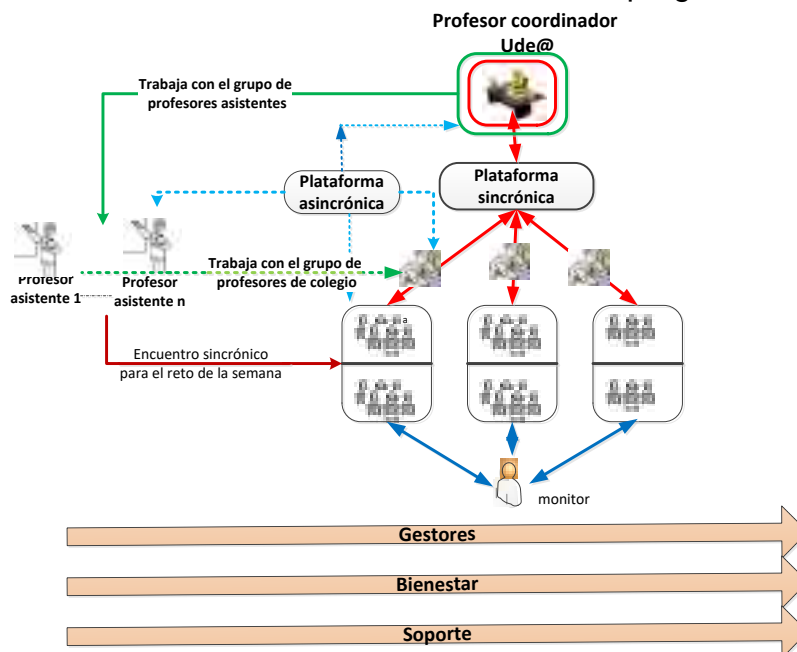 Profesor coordinador
Ude@
Trabaja con el grupo de
profesores asistentes
Plataforma
asincrónica
Plataforma
sincrónica
Trabaja con el grupo de
profesores de colegio
Profesor
asistente 1
Profesor
asistente n
a
Encuentro sincrónico
para el reto de la semana
monitor
Gestores
Bienestar
Soporte